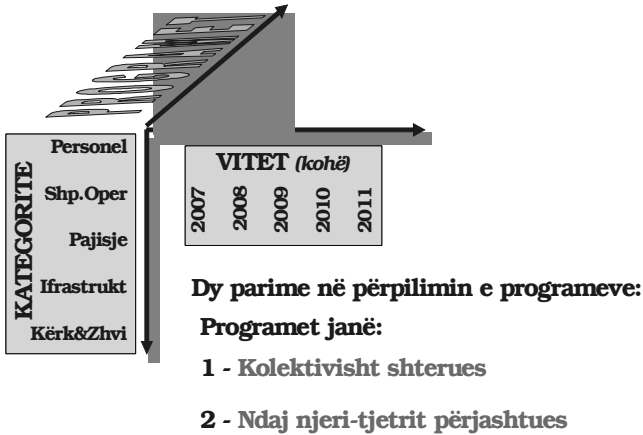 KATEGORITE
Personel
Shp.Oper
Pajisje
Ifrastrukt
Kërk&Zhvi
VITET (kohë)
2007 2008 2009 2010 2011
Dy parime në përpilimin e programeve:
Programet janë:
1 - Kolektivisht shterues
2 - Ndaj njeri-tjetrit përjashtues